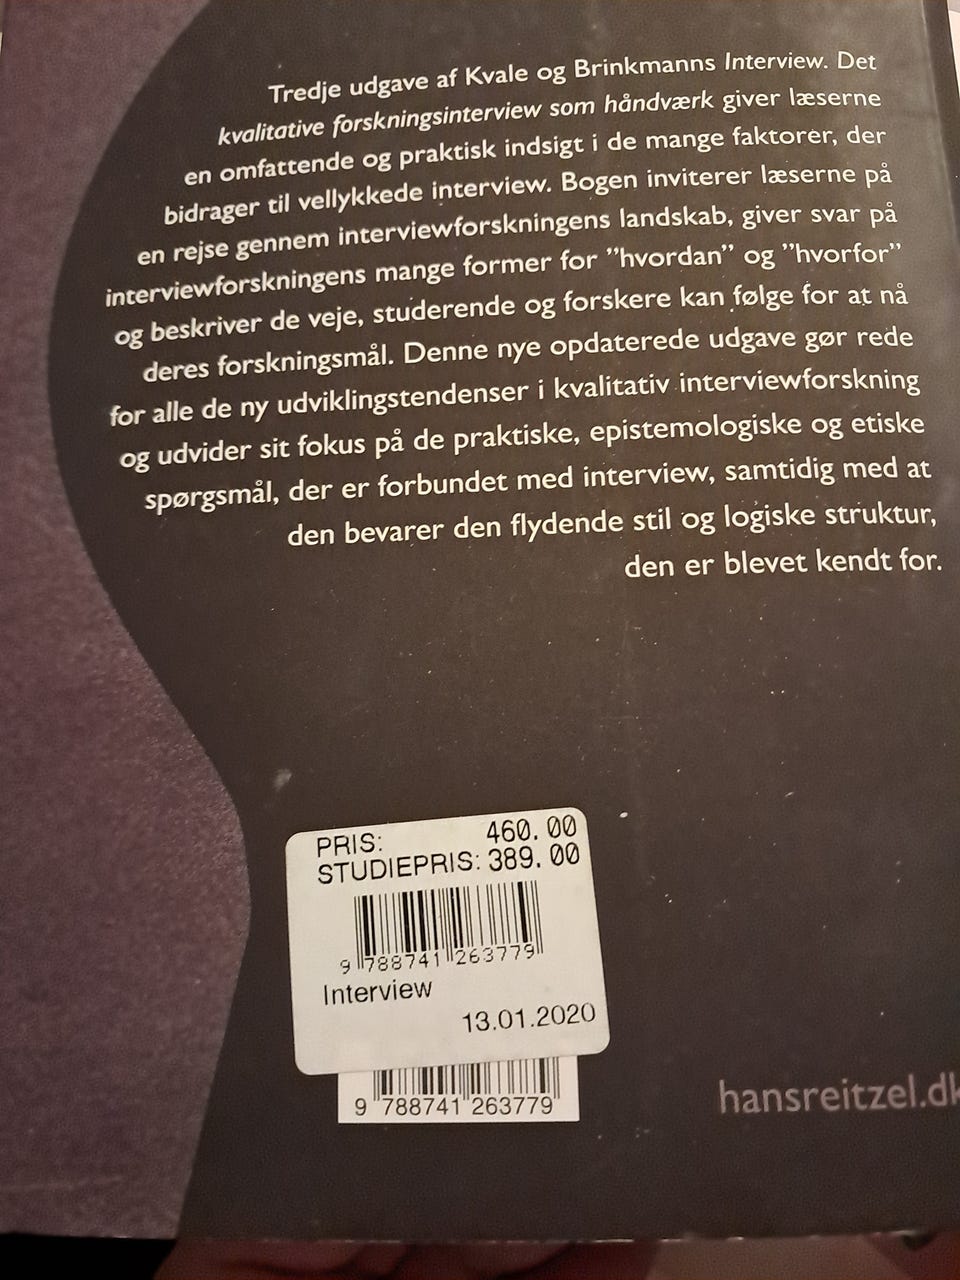 Tredje udgave af Kvale og Brinkmanns Interview. Det
kvalitative forskningsinterview som håndværk giver læserne
en omfattende og praktisk indsigt i de mange faktorer, der
bidrager til vellykkede interview. Bogen inviterer læserne på
en rejse gennem interviewforskningens landskab, giver svar på
interviewforskningens mange former for ”hvordan” og ”hvorfor”
og beskriver de veje, studerende og forskere kan følge for at nå
deres forskningsmål. Denne nye opdaterede udgave gør rede
for alle de ny udviklingstendenser i kvalitativ interviewforskning
og udvider sit fokus på de praktiske, epistemologiske og etiske
spørgsmål, der er forbundet med interview, samtidig med at
den bevarer den flydende stil og logiske struktur,
den er blevet kendt for.
PRIS: 460.00
STUDIEPRIS: 389.00
9 788741 263779
Interview
13.01.2020
9 788741 263779
hansreitzel.dk